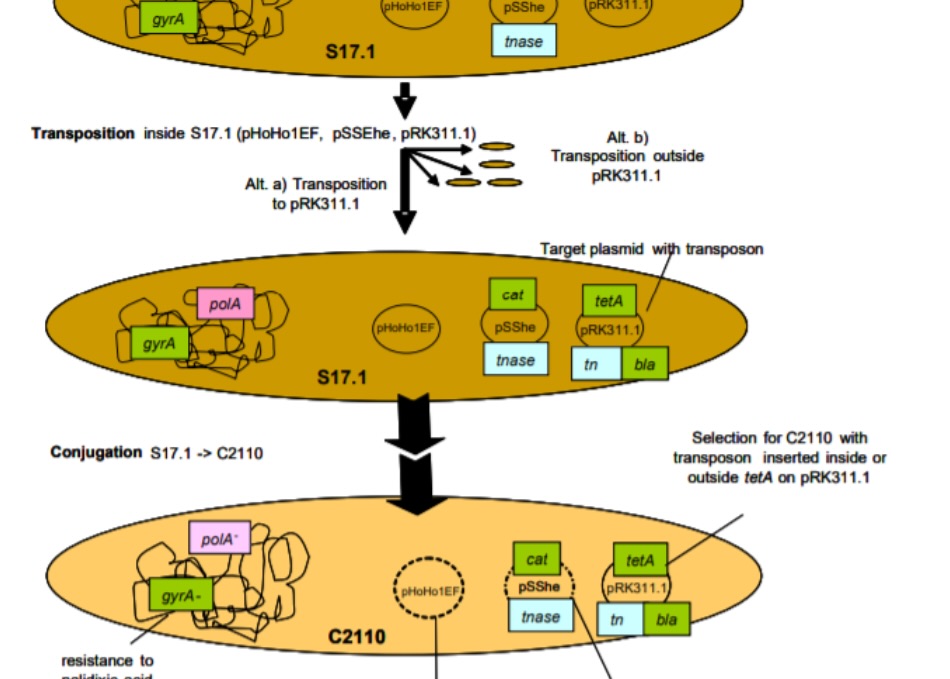 pHoHo1EF
pSShe
pRK311.1
gyrA
tnase
S17.1
Transposition inside S17.1 (pHoHo1EF, pSSEhe, pRK311.1)
Alt. b)
Transposition outside
pRK311.1
Alt. a) Transposition
to pRK311.1
Target plasmid with transposon
polA
cat
tetA
gyrA
pHoHo1EF
pSShe
pRK311.1
tnase
tn
bla
S17.1
Conjugation S17.1 -> C2110
Selection for C2110 with
transposon inserted inside or
outside tetA on pRK311.1
polA-
cat
tetA
gyrA-
pHoHo1EF
pSShe
pRK311.1
tnase
tn
bla
C2110
resistance to
nalidixic acid